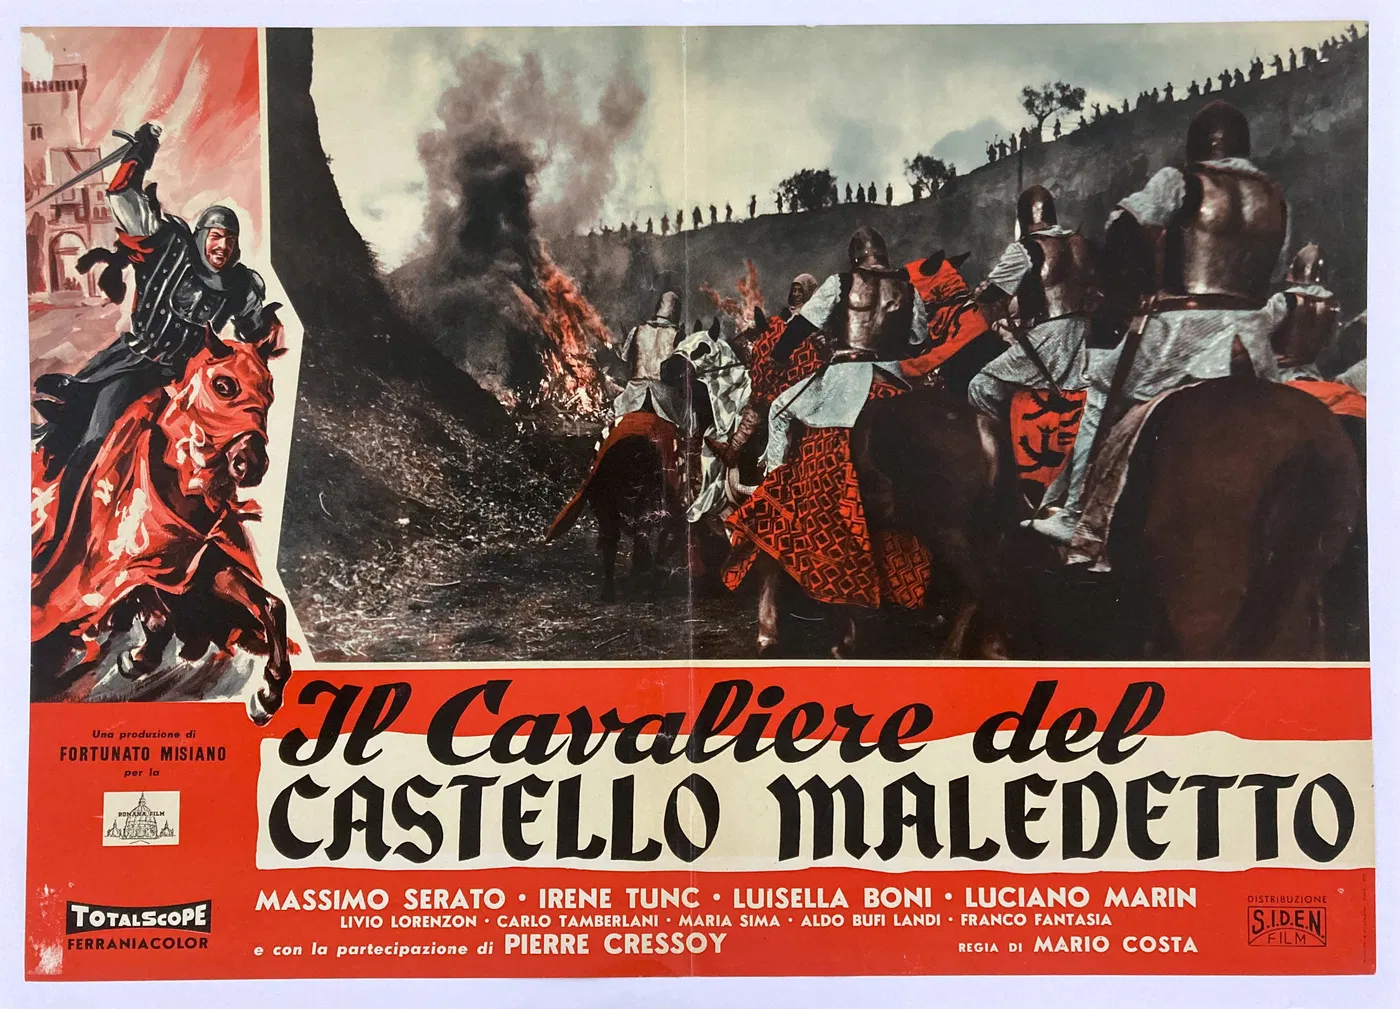 Il Cavaliere del
CASTELLO MALEDETTO
Una produzione di
FORTUNATO MISIANO
per la
ROMANA FILM
TOTALSCOPE
FERRANIACOLOR
MASSIMO SERATO • IRENE TUNC • LUISELLA BONI • LUCIANO MARIN
LIVIO LORENZON • CARLO TAMBERLANI • MARIA SIMA • ALDO BUFI LANDI • FRANCO FANTASIA
e con la partecipazione di PIERRE CRESSOY
REGIA DI MARIO COSTA
DISTRIBUZIONE
S.I.D.E.N.
FILM